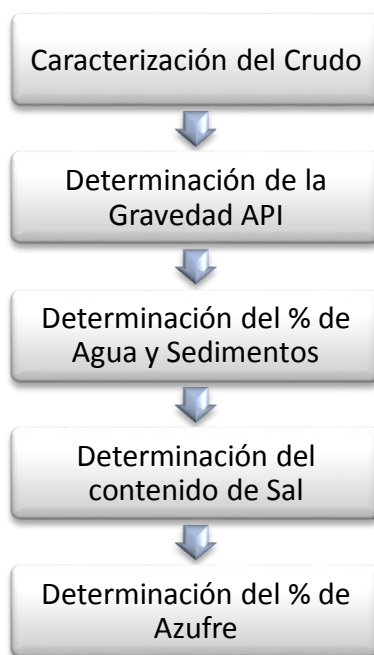 Caracterización del Crudo
Determinación de la
Gravedad API
Determinación del % de
Agua y Sedimentos
Determinación del
contenido de Sal
Determinación del % de
Azufre